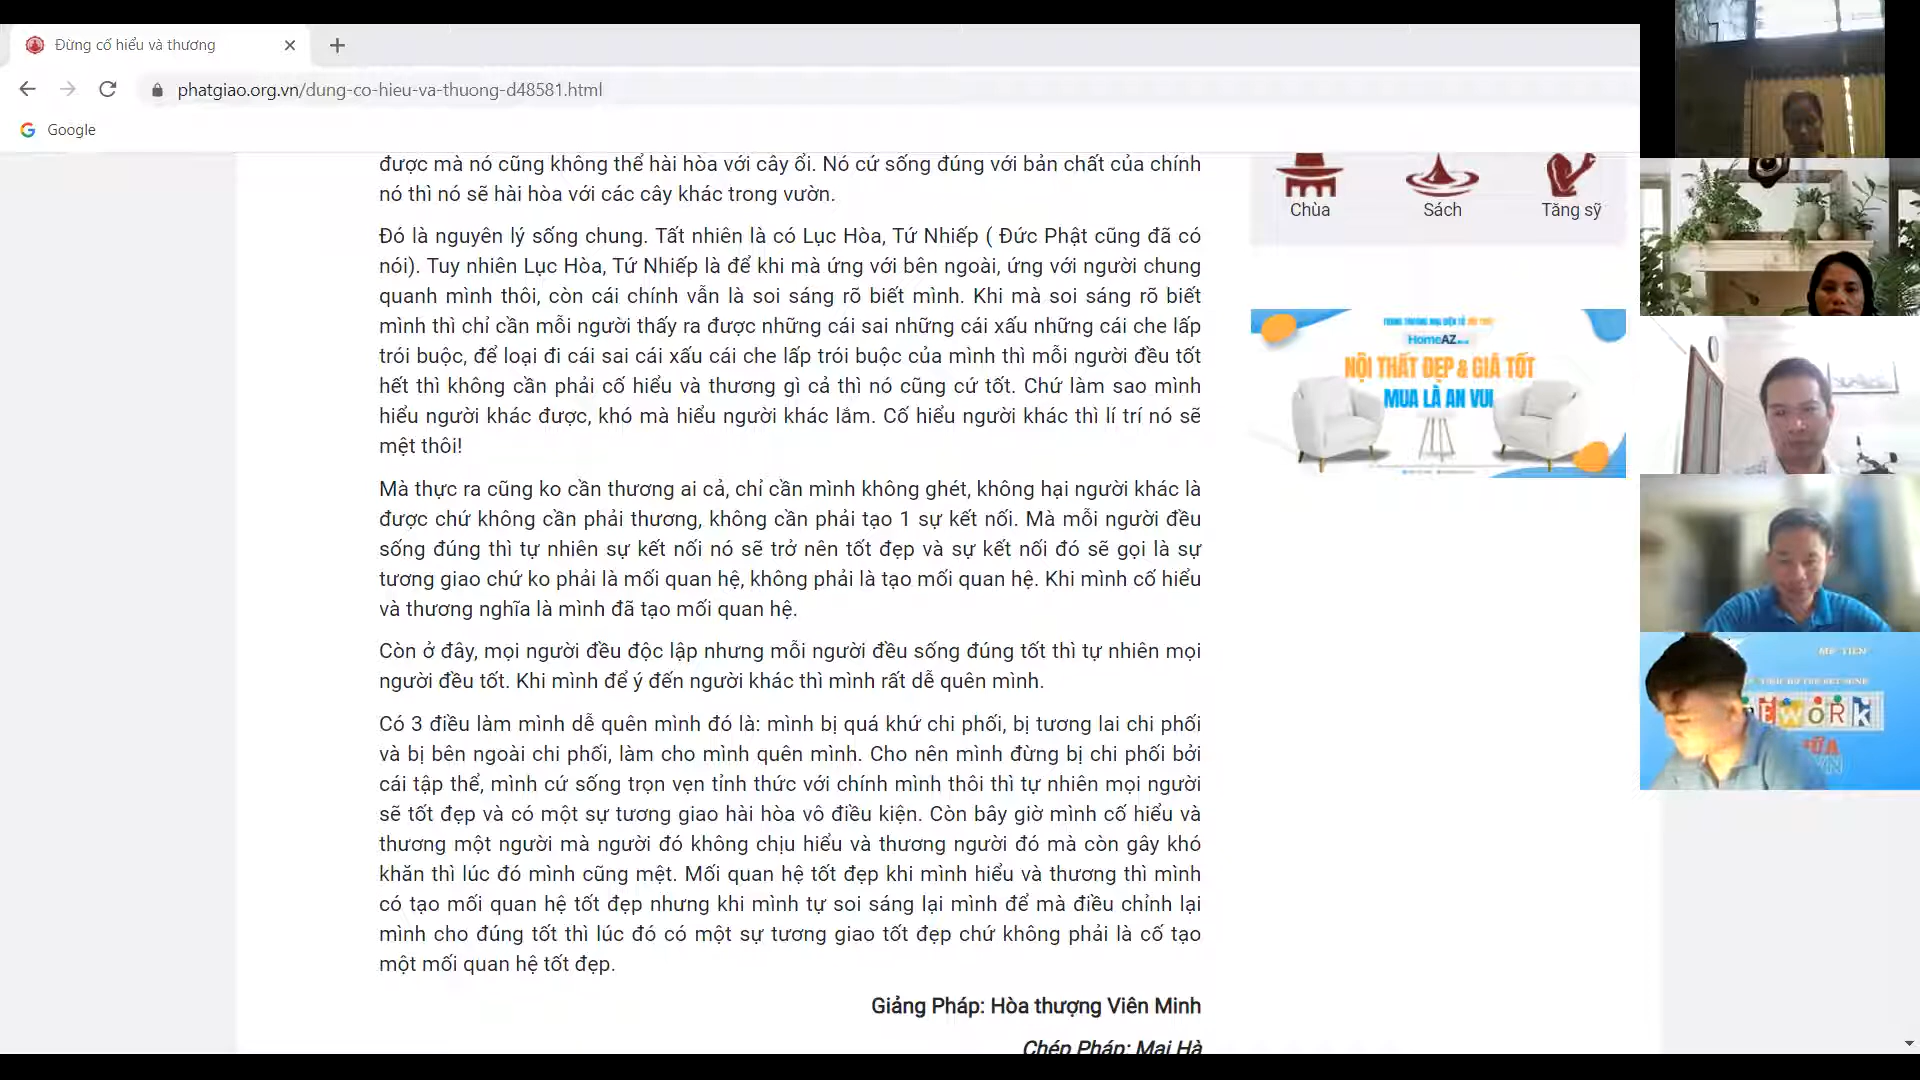 Đừng cố hiểu và thương
phatgiao.org.vn/dung-co-hieu-va-thuong-d48581.html
Google
được mà nó cũng không thể hài hòa với cây ổi. Nó cứ sống đúng với bản chất của chính
nó thì nó sẽ hài hòa với các cây khác trong vườn.
Đó là nguyên lý sống chung. Tất nhiên là có Lục Hòa, Tứ Nhiếp ( Đức Phật cũng đã có
nói). Tuy nhiên Lục Hòa, Tứ Nhiếp là để khi mà ứng với bên ngoài, ứng với người chung
quanh mình thôi, còn cái chính vẫn là soi sáng rõ biết mình. Khi mà soi sáng rõ biết
mình thì chỉ cần mỗi người thấy ra được những cái sai những cái xấu những cái che lấp
trói buộc, để loại đi cái sai cái xấu cái che lấp trói buộc của mình thì mỗi người đều tốt
hết thì không cần phải cố hiểu và thương gì cả thì nó cũng cứ tốt. Chứ làm sao mình
hiểu người khác được, khó mà hiểu người khác lắm. Cố hiểu người khác thì lí trí nó sẽ
mệt thôi!
Mà thực ra cũng ko cần thương ai cả, chỉ cần mình không ghét, không hại người khác là
được chứ không cần phải thương, không cần phải tạo 1 sự kết nối. Mà mỗi người đều
sống đúng thì tự nhiên sự kết nối nó sẽ trở nên tốt đẹp và sự kết nối đó sẽ gọi là sự
tương giao chứ ko phải là mối quan hệ, không phải là tạo mối quan hệ. Khi mình cố hiểu
và thương nghĩa là mình đã tạo mối quan hệ.
Còn ở đây, mọi người đều độc lập nhưng mỗi người đều sống đúng tốt thì tự nhiên mọi
người đều tốt. Khi mình để ý đến người khác thì mình rất dễ quên mình.
Có 3 điều làm mình dễ quên mình đó là: mình bị quá khứ chi phối, bị tương lai chi phối
và bị bên ngoài chi phối, làm cho mình quên mình. Cho nên mình đừng bị chi phối bởi
cái tập thể, mình cứ sống trọn vẹn tỉnh thức với chính mình thôi thì tự nhiên mọi người
sẽ tốt đẹp và có một sự tương giao hài hòa vô điều kiện. Còn bây giờ mình cố hiểu và
thương một người mà người đó không chịu hiểu và thương người đó mà còn gây khó
khăn thì lúc đó mình cũng mệt. Mối quan hệ tốt đẹp khi mình hiểu và thương thì mình
có tạo mối quan hệ tốt đẹp nhưng khi mình tự soi sáng lại mình để mà điều chỉnh lại
mình cho đúng tốt thì lúc đó có một sự tương giao tốt đẹp chứ không phải là cố tạo
một mối quan hệ tốt đẹp.
Giảng Pháp: Hòa thượng Viên Minh
Chép Pháp: Mai Hà
Chùa
Sách
Tăng sỹ
HomeAZ
NỘI THẤT ĐẸP & GIÁ TỐT
MUA LÀ AN VUI